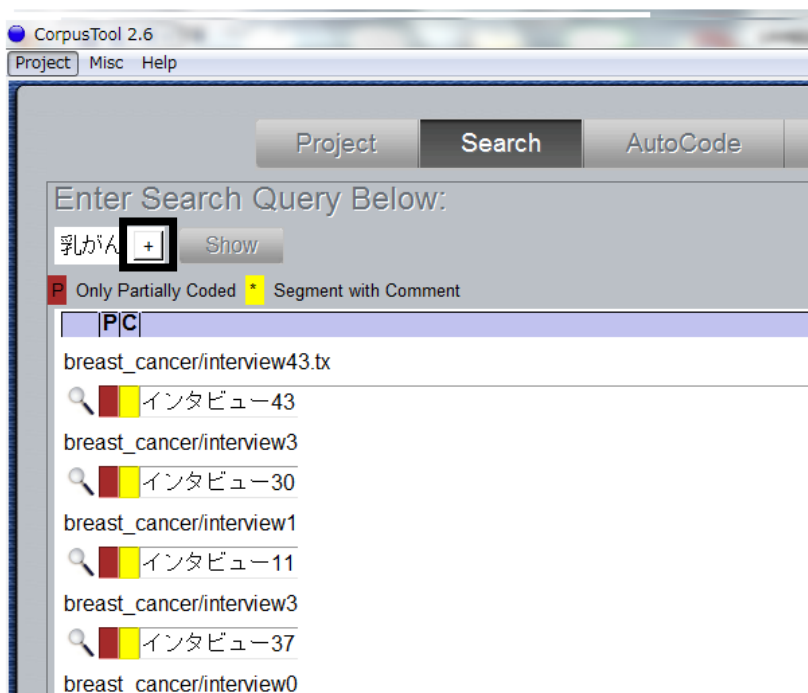 CorpusTool 2.6
Project Misc Help
Project Search AutoCode
Enter Search Query Below:
乳がん + Show
P Only Partially Coded * Segment with Comment
P C
breast_cancer/interview43.tx
インタビュー43
breast_cancer/interview3
インタビュー30
breast_cancer/interview1
インタビュー11
breast_cancer/interview3
インタビュー37
breast_cancer/interview0